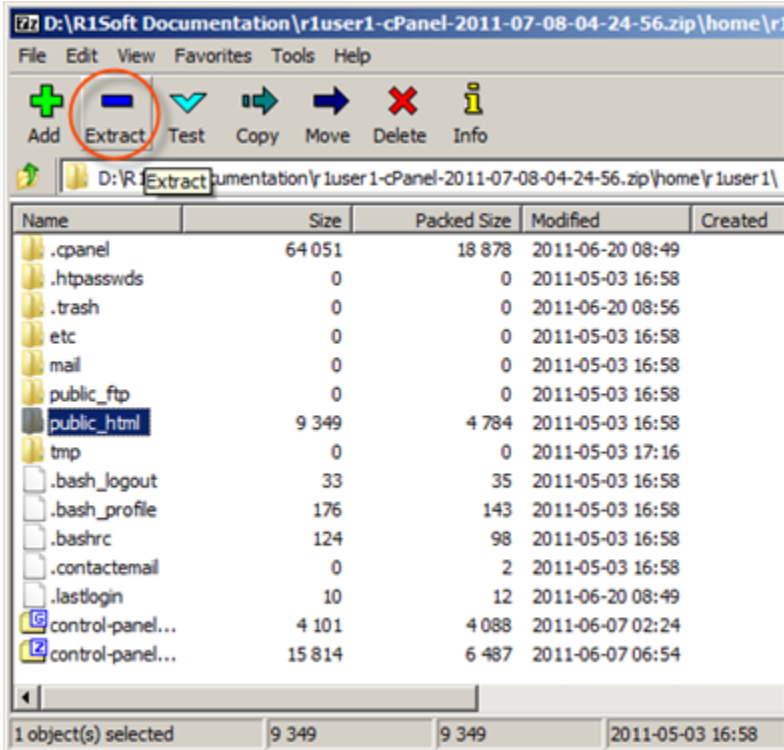 7z D:\R1Soft Documentation\r1user1-cPanel-2011-07-08-04-24-56.zip\home\r1
File Edit View Favorites Tools Help
Add Extract Test Copy Move Delete Info
D:\R1 Extract umentation\r1user1-cPanel-2011-07-08-04-24-56.zip\home\r1user1\
Name Size Packed Size Modified Created
.cpanel 64 051 18 878 2011-06-20 08:49
.htpasswds 0 0 2011-05-03 16:58
.trash 0 0 2011-06-20 08:56
etc 0 0 2011-05-03 16:58
mail 0 0 2011-05-03 16:58
public_ftp 0 0 2011-05-03 16:58
public_html 9 349 4 784 2011-05-03 16:58
tmp 0 0 2011-05-03 17:16
.bash_logout 33 35 2011-05-03 16:58
.bash_profile 176 143 2011-05-03 16:58
.bashrc 124 98 2011-05-03 16:58
.contactemail 0 2 2011-05-03 16:58
.lastlogin 10 12 2011-06-20 08:49
control-panel... 4 101 4 088 2011-06-07 02:24
control-panel... 15 814 6 487 2011-06-07 06:54
1 object(s) selected 9 349 9 349 2011-05-03 16:58